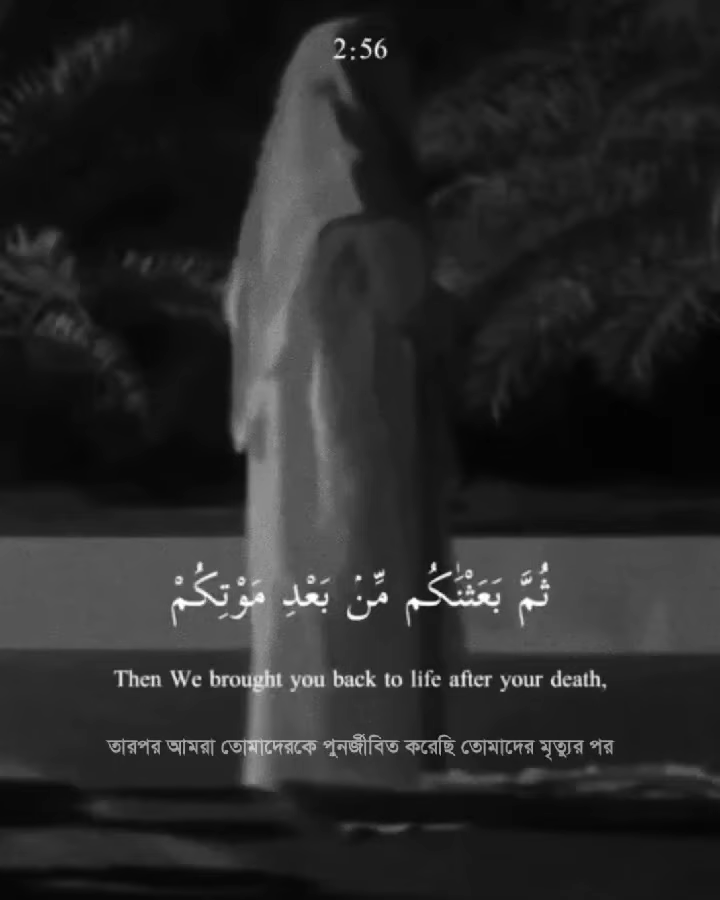 2:56
ثُمَّ بَعَثْنَٰكُم مِّنۢ بَعْدِ مَوْتِكُمْ
Then We brought you back to life after your death,
তারপর আমরা তোমাদেরকে পুনর্জীবিত করেছি তোমাদের মৃত্যুর পর